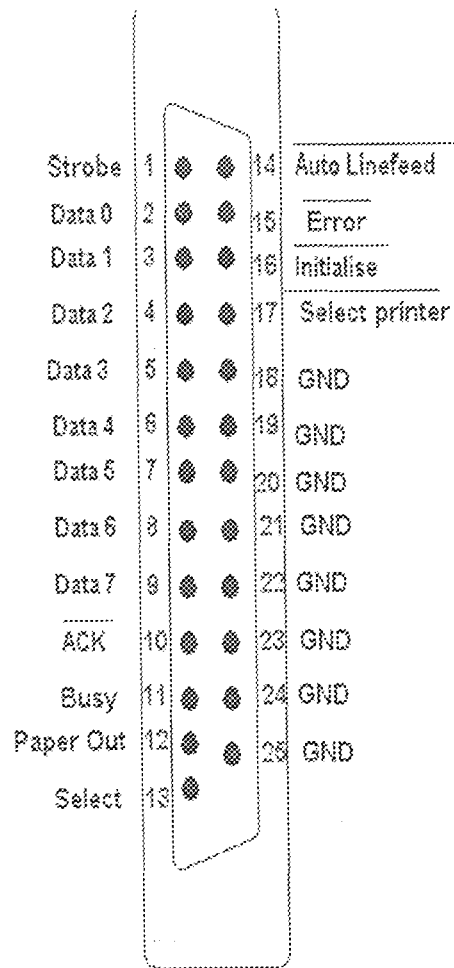 Strobe 1 14 Auto Linefeed
Data 0 2 15 Error
Data 1 3 16 Initialise
Data 2 4 17 Select printer
Data 3 5 18 GND
Data 4 6 19 GND
Data 5 7 20 GND
Data 6 8 21 GND
Data 7 9 22 GND
ACK 10 23 GND
Busy 11 24 GND
Paper Out 12 25 GND
Select 13